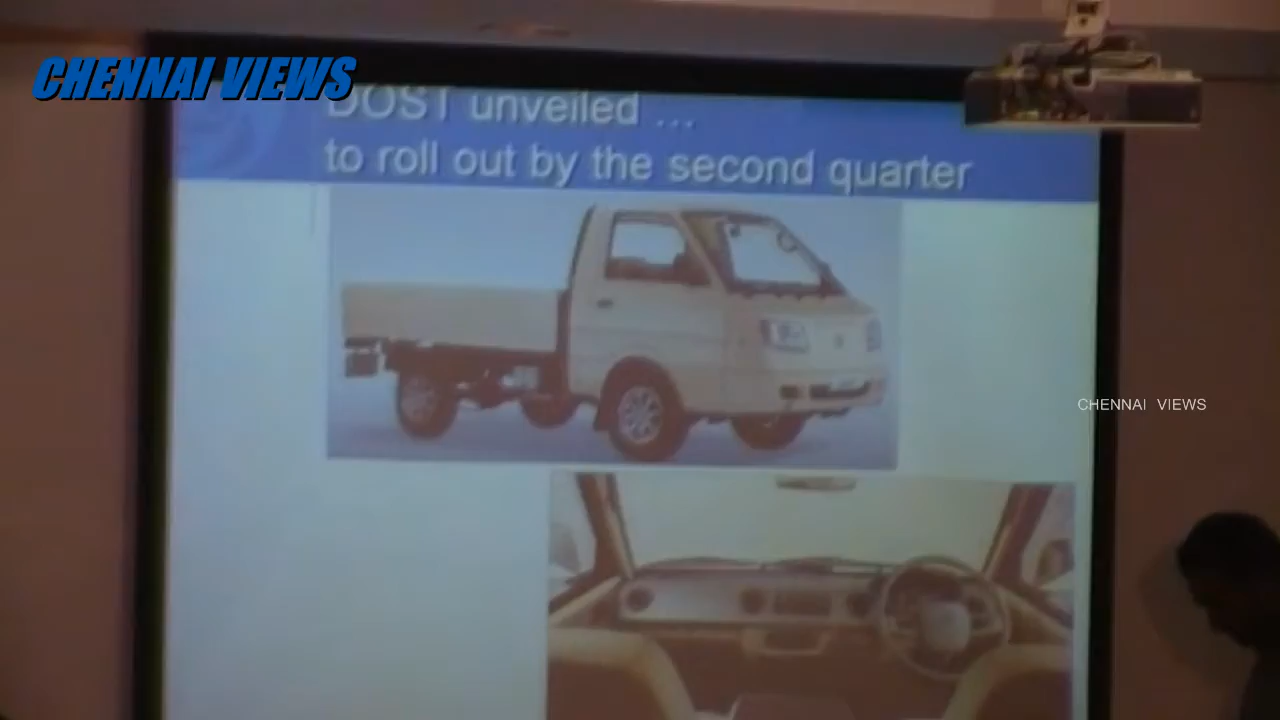 CHENNAI VIEWS
DOST unveiled ...
to roll out by the second quarter
CHENNAI VIEWS